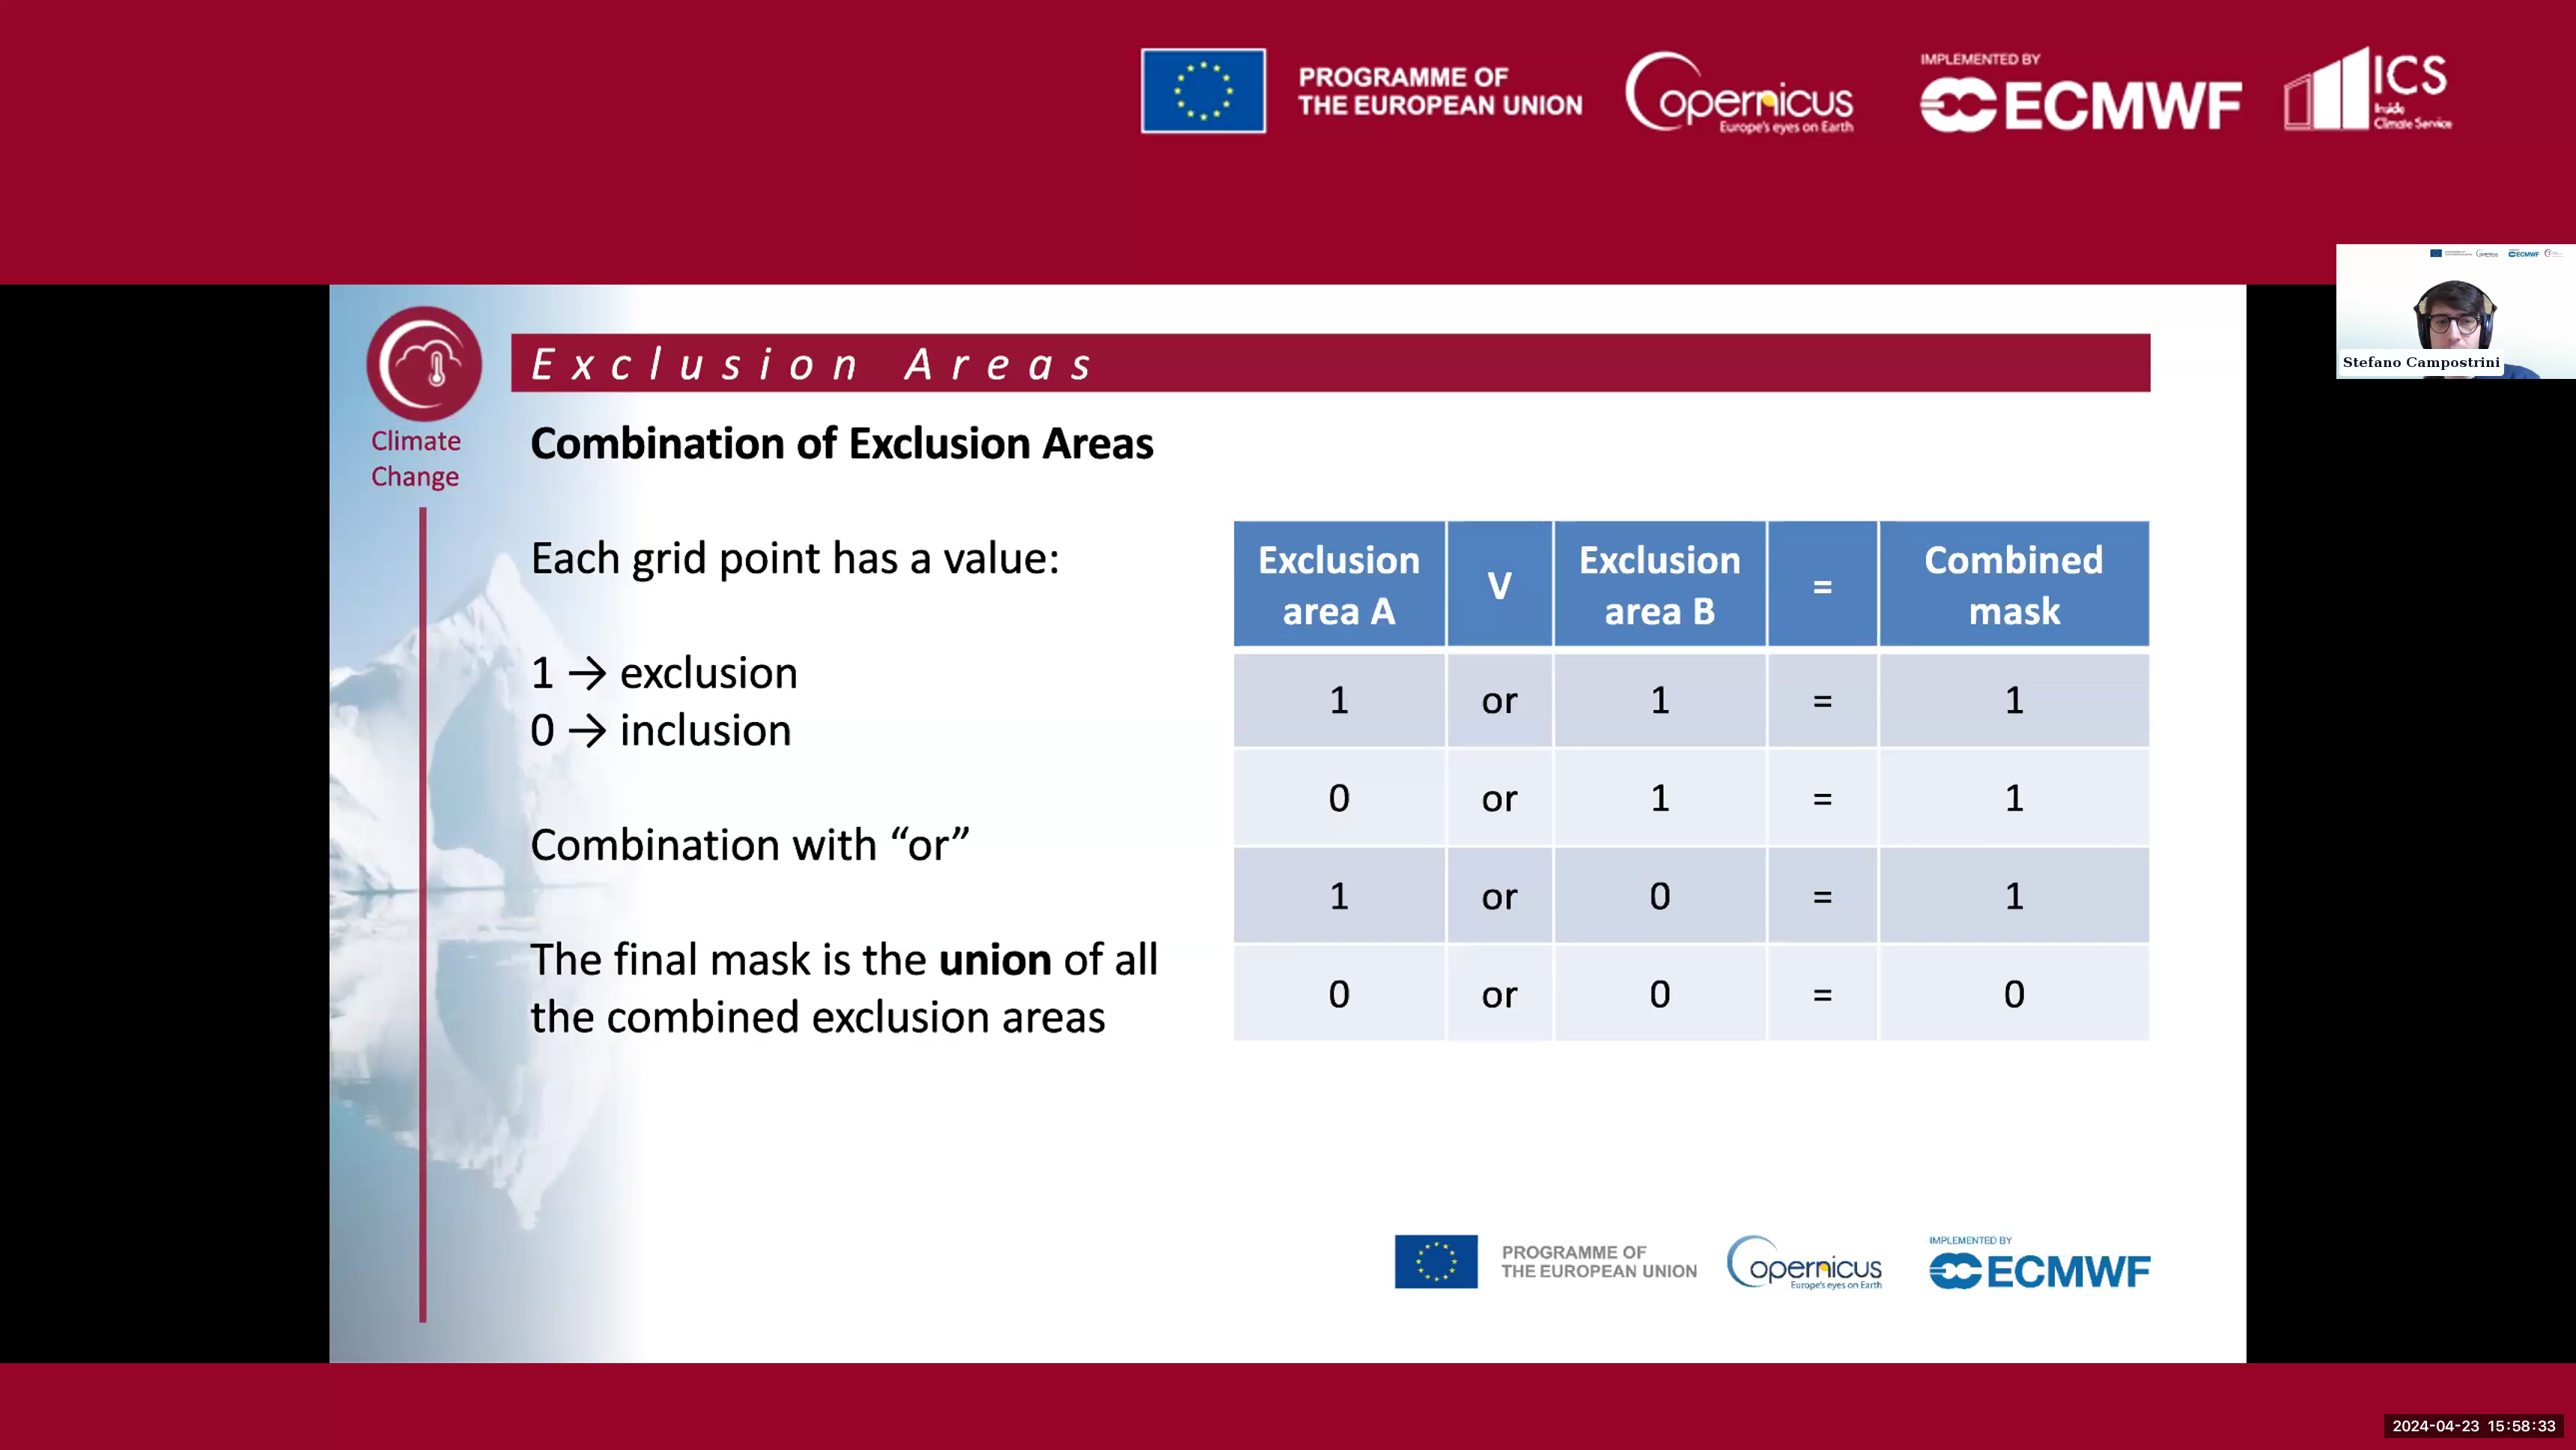 PROGRAMME OF
THE EUROPEAN UNION
Copernicus
Europe's eyes on Earth
IMPLEMENTED BY
ECMWF
ICS
Inside
Climate Service
ECMWF
Stefano Campostrini
Climate
Change
Exclusion Areas
Combination of Exclusion Areas
Each grid point has a value:
1 → exclusion
0 → inclusion
Combination with “or”
The final mask is the union of all
the combined exclusion areas
Exclusion area A V Exclusion area B = Combined mask
1 or 1 = 1
0 or 1 = 1
1 or 0 = 1
0 or 0 = 0
PROGRAMME OF
THE EUROPEAN UNION
Copernicus
Europe's eyes on Earth
IMPLEMENTED BY
ECMWF
2024-04-23 15:58:33